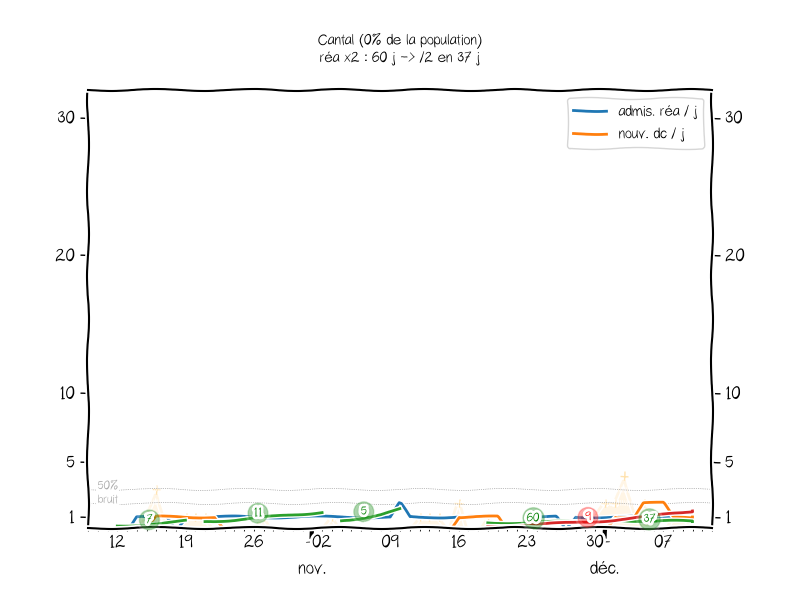 Cantal (0% de la population)
réa x2 : 60 j -> /2 en 37 j
admis. réa / j
nouv. dc / j
30
30
20
20
10
10
5
5
50%
bruit
1
1
7
11
5
60
9
37
12 19 26 02 09 16 23 30 07
nov. déc.